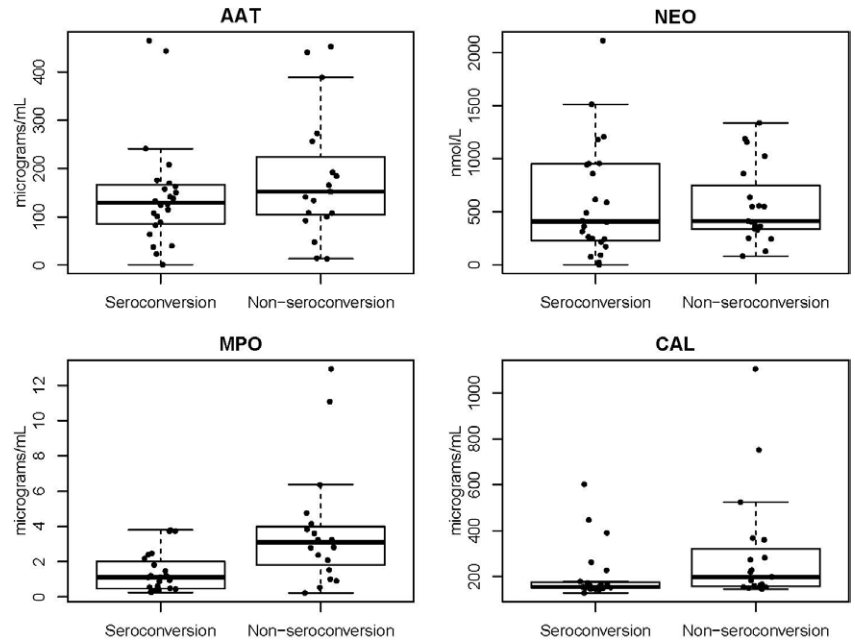 AAT
micrograms/mL
0 100 200 300 400
Seroconversion Non-seroconversion
NEO
nmol/L
0 500 1000 1500 2000
Seroconversion Non-seroconversion
MPO
micrograms/mL
0 2 4 6 8 10 12
Seroconversion Non-seroconversion
CAL
micrograms/mL
200 400 600 800 1000
Seroconversion Non-seroconversion